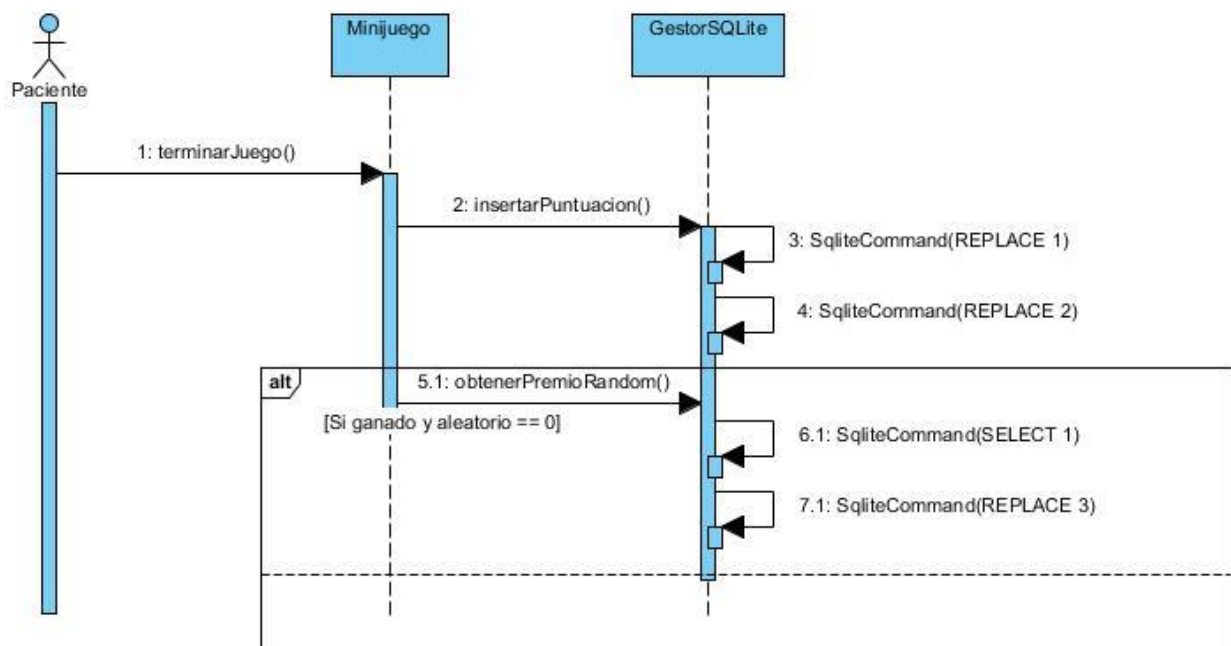 Minijuego
GestorSQLite
Paciente
1: terminarJuego()
2: insertarPuntuacion()
3: SqliteCommand(REPLACE 1)
4: SqliteCommand(REPLACE 2)
alt
5.1: obtenerPremioRandom()
[Si ganado y aleatorio == 0]
6.1: SqliteCommand(SELECT 1)
7.1: SqliteCommand(REPLACE 3)